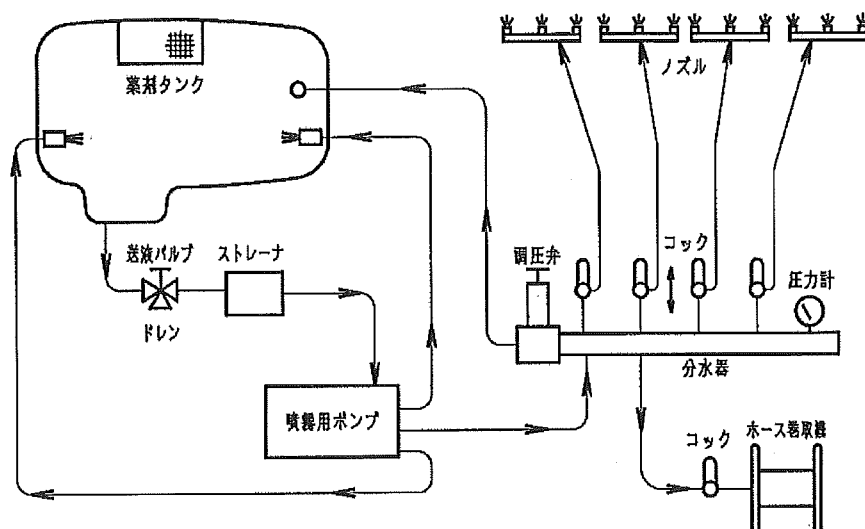 薬剤タンク
ノズル
送液バルブ
ストレーナ
ドレン
調圧弁
コック
圧力計
分水器
噴霧用ポンプ
コック
ホース巻取機